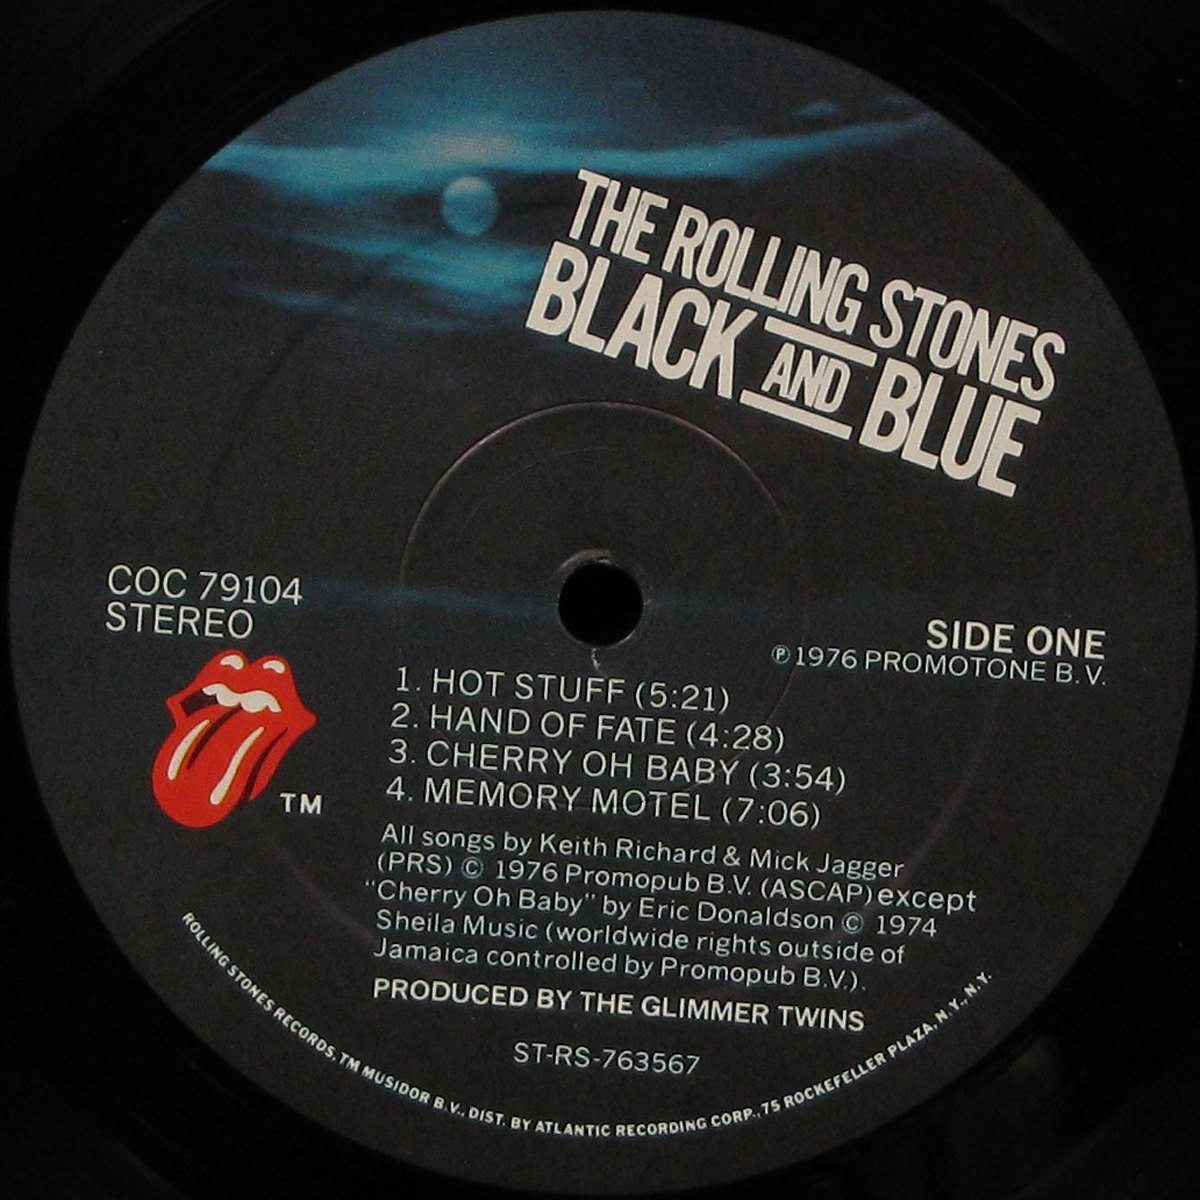 THE ROLLING STONES
BLACK AND BLUE
COC 79104
STEREO
SIDE ONE
℗ 1976 PROMOTONE B.V.
1. HOT STUFF (5:21)
2. HAND OF FATE (4:28)
3. CHERRY OH BABY (3:54)
4. MEMORY MOTEL (7:06)
TM
All songs by Keith Richard & Mick Jagger
(PRS) © 1976 Promopub B.V. (ASCAP) except
"Cherry Oh Baby" by Eric Donaldson © 1974
Sheila Music (worldwide rights outside of
Jamaica controlled by Promopub B.V.).
PRODUCED BY THE GLIMMER TWINS
ST-RS-763567
ROLLING STONES RECORDS, TM MUSIDOR B.V., DIST. BY ATLANTIC RECORDING CORP., 75 ROCKEFELLER PLAZA, N.Y., N.Y.